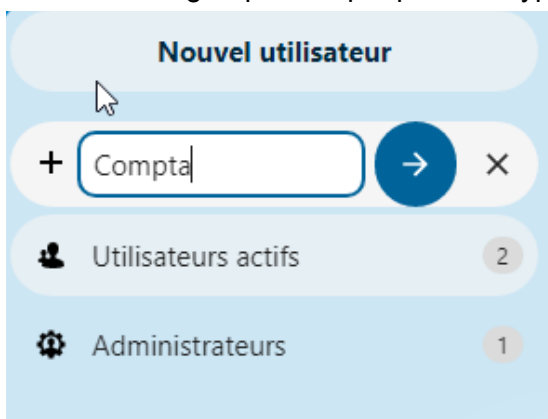 Nouvel utilisateur
+ Compta
Utilisateurs actifs 2
Administrateurs 1